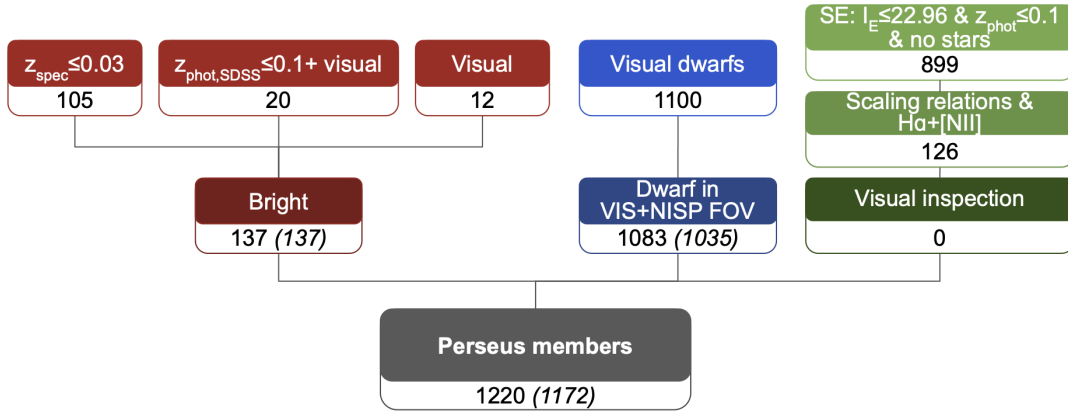 SE: I_E≤22.96 & z_phot≤0.1
& no stars
899
z_spec≤0.03
105
z_phot,SDSS≤0.1+ visual
20
Visual
12
Visual dwarfs
1100
Scaling relations &
Hα+[NII]
126
Bright
137 (137)
Dwarf in
VIS+NISP FOV
1083 (1035)
Visual inspection
0
Perseus members
1220 (1172)